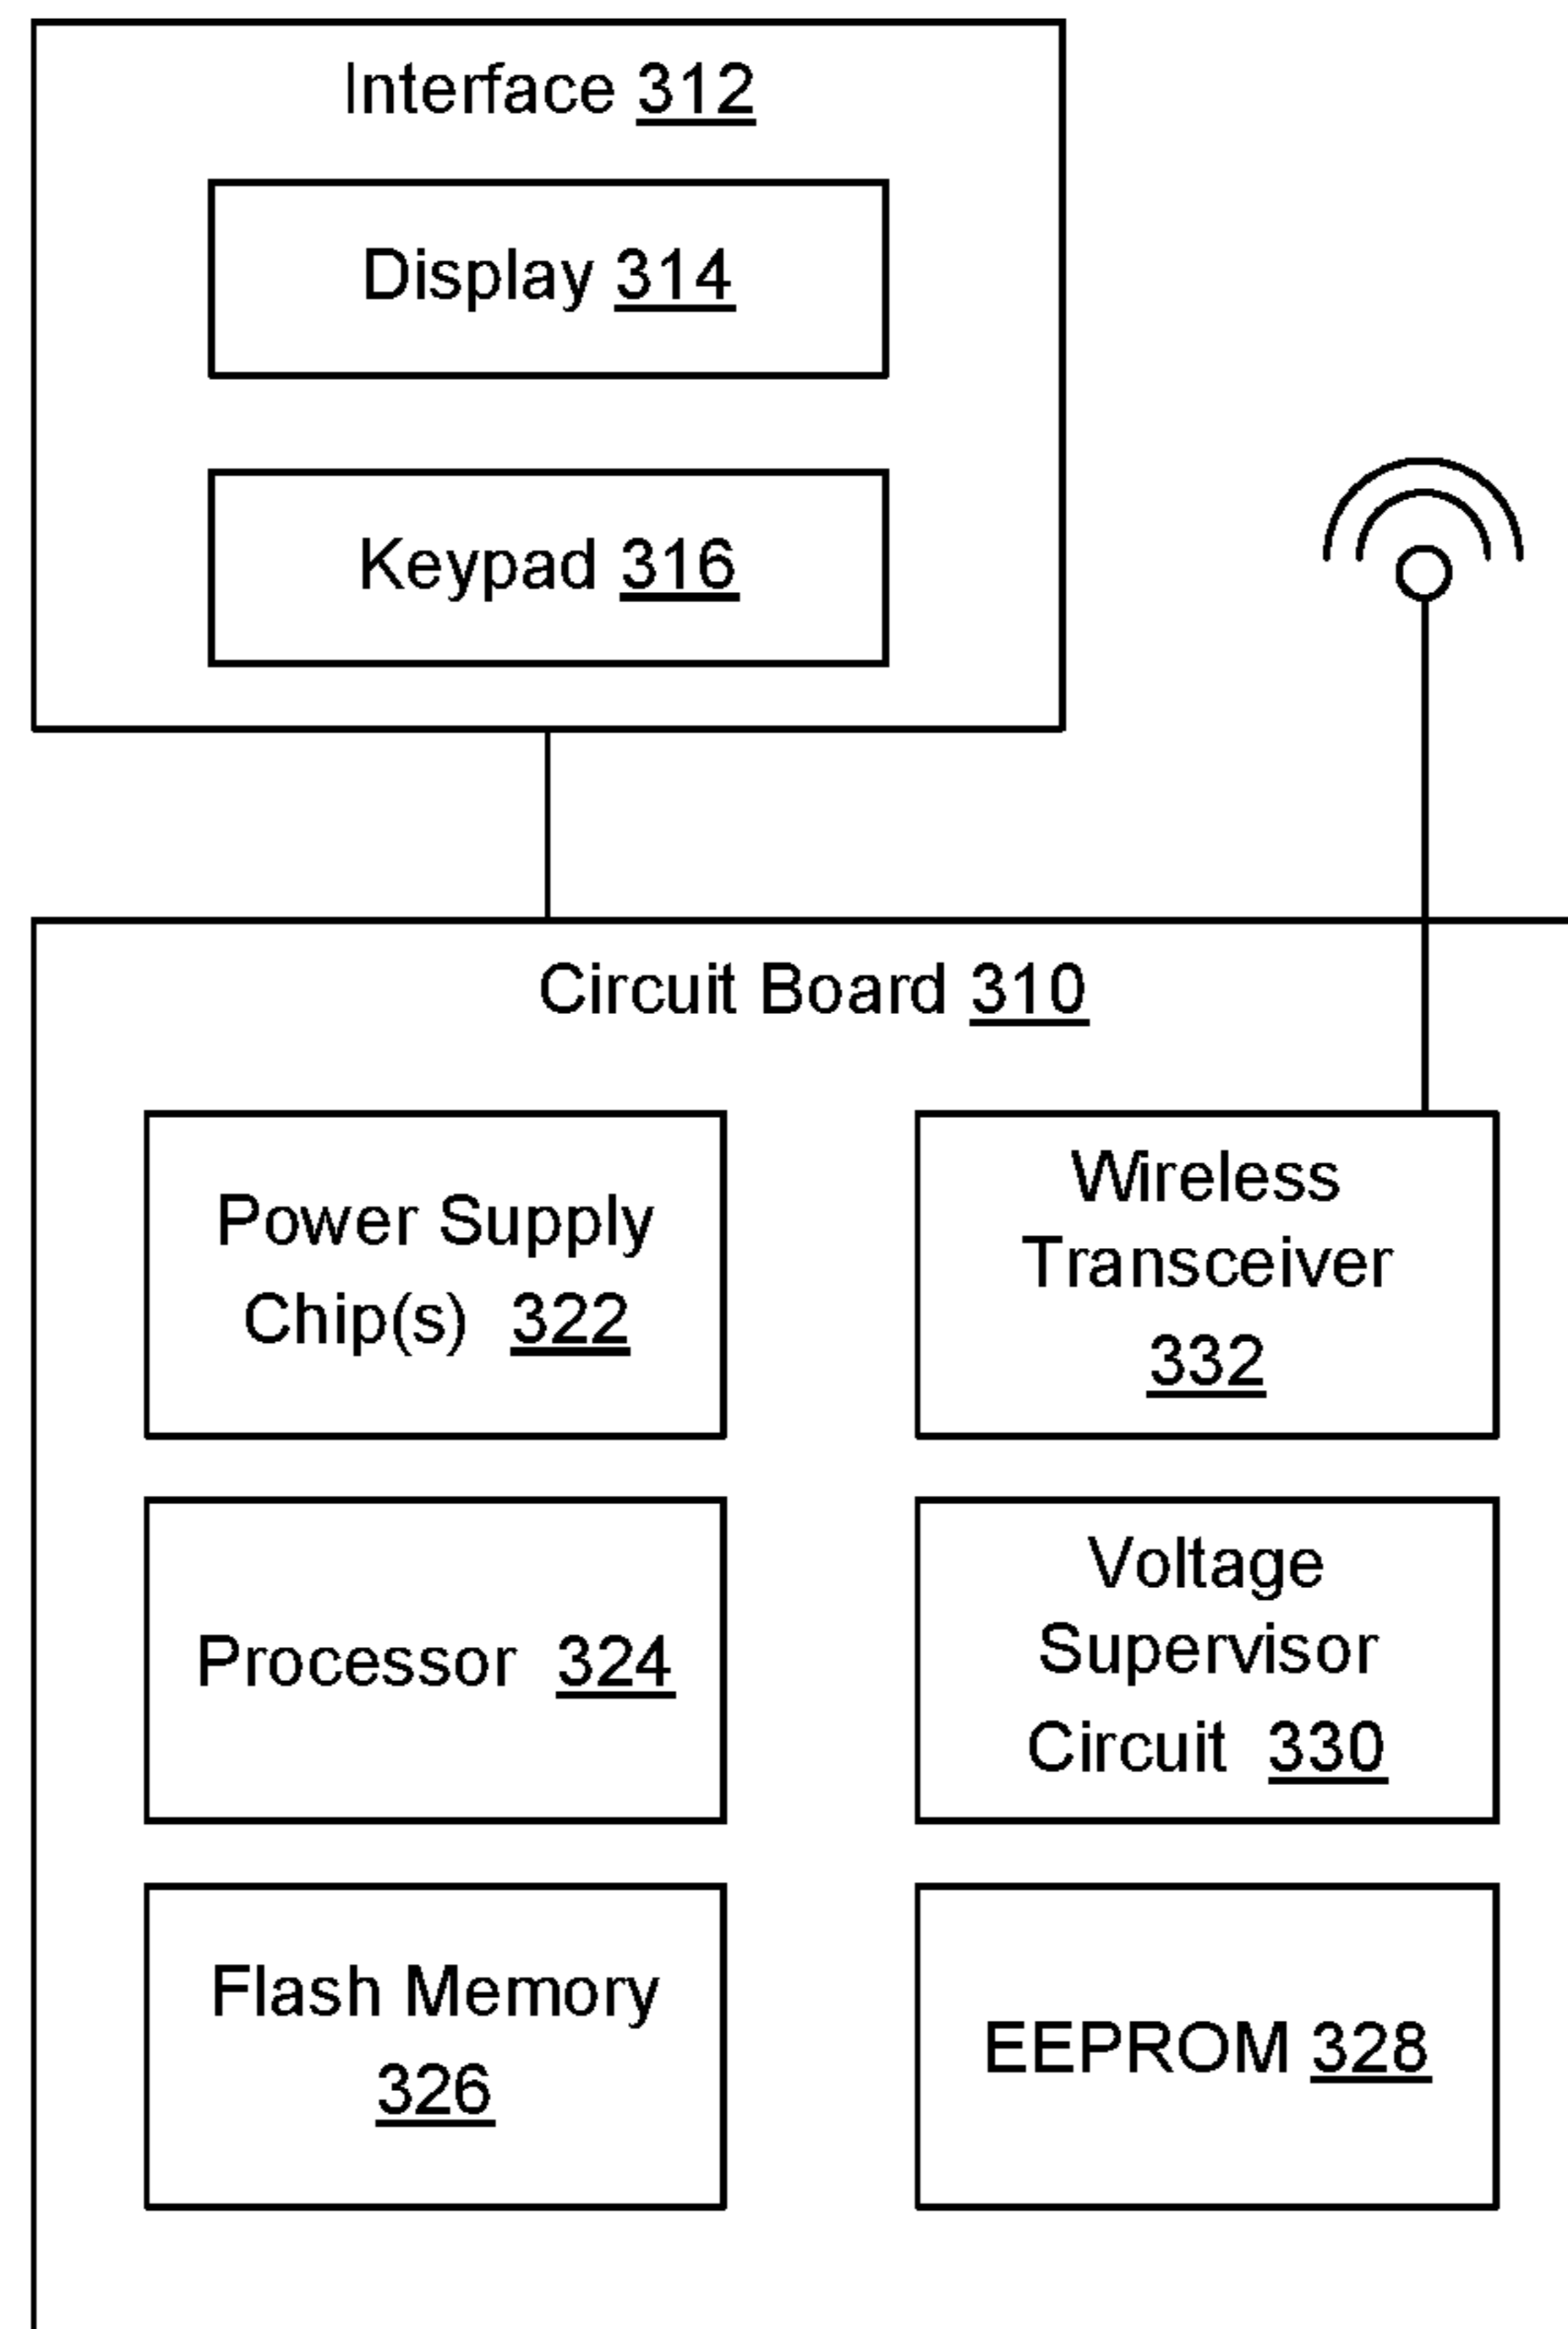 Interface 312
Display 314
Keypad 316
Circuit Board 310
Power Supply
Chip(s) 322
Wireless
Transceiver
332
Processor 324
Voltage
Supervisor
Circuit 330
Flash Memory
326
EEPROM 328